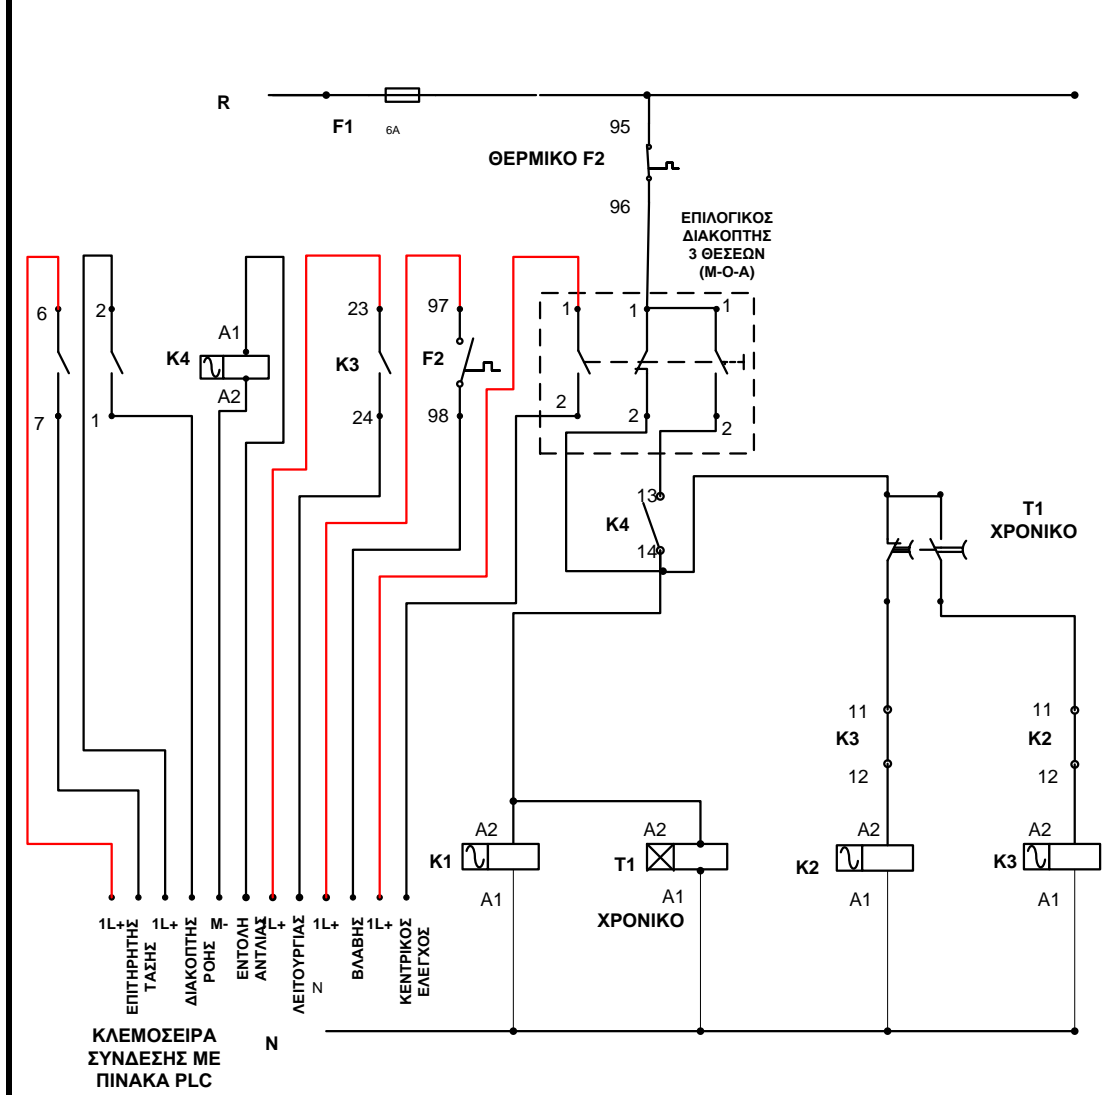 R
F1
6A
95
ΘΕΡΜΙΚΟ F2
96
ΕΠΙΛΟΓΙΚΟΣ
ΔΙΑΚΟΠΤΗΣ
3 ΘΕΣΕΩΝ
(Μ-Ο-Α)
6
2
A1
K4
A2
7
1
23
K3
24
97
F2
98
1
1
1
2
2
2
13
K4
14
T1
ΧΡΟΝΙΚΟ
11
K3
12
11
K2
12
A2
K1
A1
A2
T1
A1
ΧΡΟΝΙΚΟ
A2
K2
A1
A2
K3
A1
1L+
ΕΠΙΤΗΡΗΤΗΣ
ΤΑΣΗΣ
1L+
ΔΙΑΚΟΠΤΗΣ
ΡΟΗΣ
M-
ΕΝΤΟΛΗ
ΑΝΤΛΙΑΣ
1L+
ΛΕΙΤΟΥΡΓΙΑΣ
N
1L+
ΒΛΑΒΗΣ
1L+
ΚΕΝΤΡΙΚΟΣ
ΕΛΕΓΧΟΣ
ΚΛΕΜΟΣΕΙΡΑ
ΣΥΝΔΕΣΗΣ ΜΕ
ΠΙΝΑΚΑ PLC
N